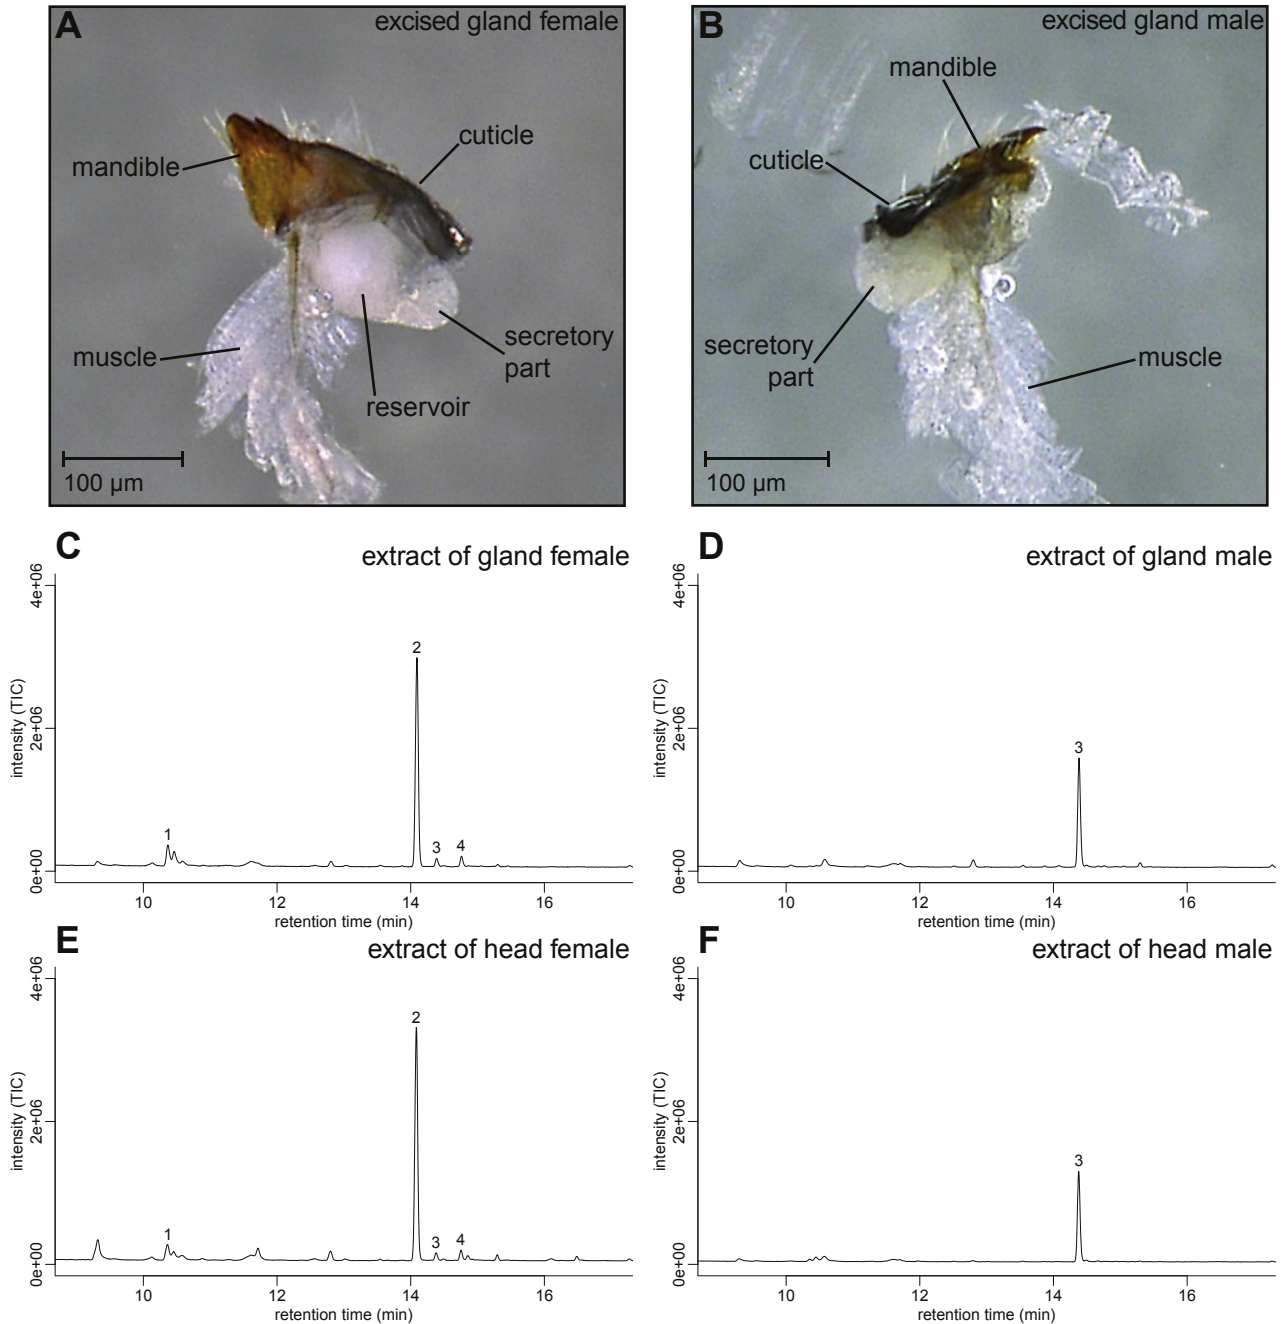 A
excised gland female
mandible
cuticle
muscle
secretory
part
reservoir
100 µm
B
excised gland male
mandible
cuticle
secretory
part
muscle
100 µm
C
extract of gland female
intensity (TIC)
0e+00 2e+06 4e+06
1
2
3
4
10 12 14 16
retention time (min)
D
extract of gland male
intensity (TIC)
0e+00 2e+06 4e+06
3
10 12 14 16
retention time (min)
E
extract of head female
intensity (TIC)
0e+00 2e+06 4e+06
1
2
3
4
10 12 14 16
retention time (min)
F
extract of head male
intensity (TIC)
0e+00 2e+06 4e+06
3
10 12 14 16
retention time (min)